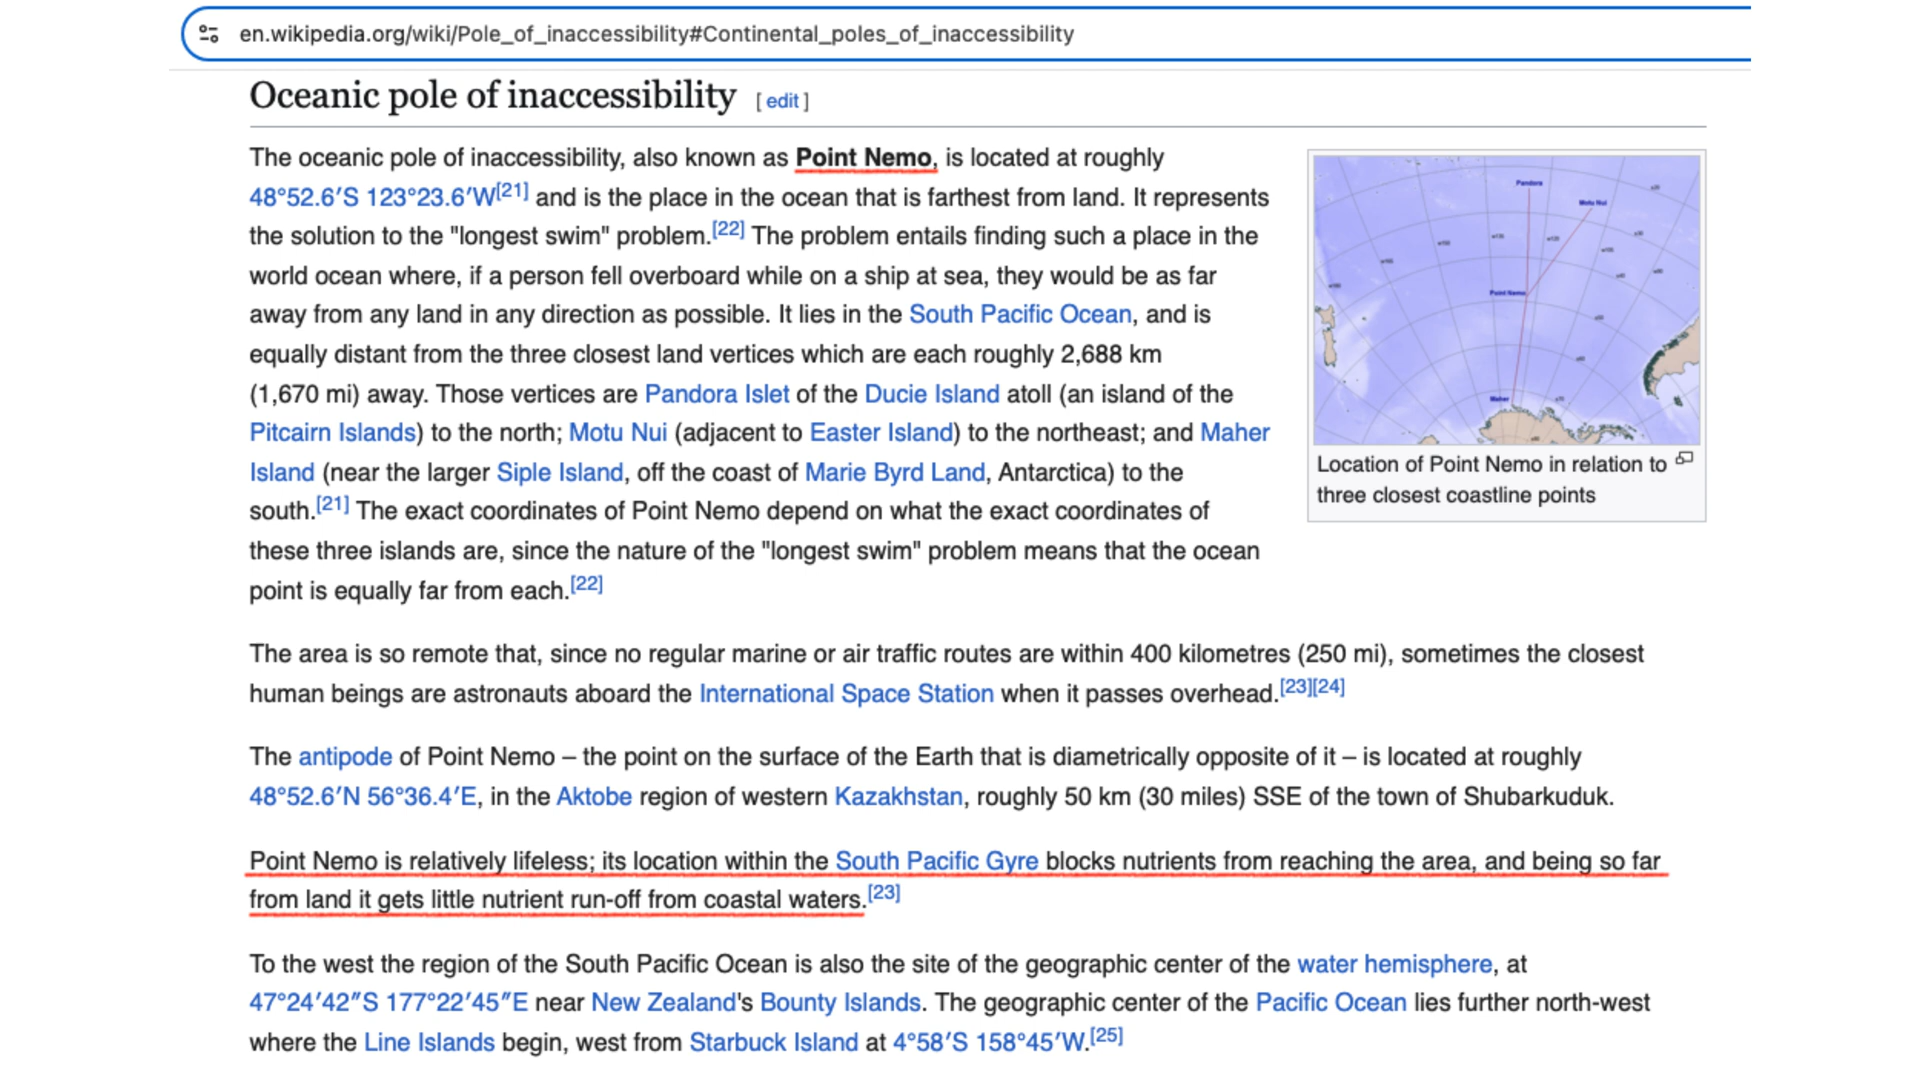 en.wikipedia.org/wiki/Pole_of_inaccessibility#Continental_poles_of_inaccessibility
Oceanic pole of inaccessibility [ edit ]
The oceanic pole of inaccessibility, also known as Point Nemo, is located at roughly
48°52.6′S 123°23.6′W[21] and is the place in the ocean that is farthest from land. It represents
the solution to the "longest swim" problem.[22] The problem entails finding such a place in the
world ocean where, if a person fell overboard while on a ship at sea, they would be as far
away from any land in any direction as possible. It lies in the South Pacific Ocean, and is
equally distant from the three closest land vertices which are each roughly 2,688 km
(1,670 mi) away. Those vertices are Pandora Islet of the Ducie Island atoll (an island of the
Pitcairn Islands) to the north; Motu Nui (adjacent to Easter Island) to the northeast; and Maher
Island (near the larger Siple Island, off the coast of Marie Byrd Land, Antarctica) to the
south.[21] The exact coordinates of Point Nemo depend on what the exact coordinates of
these three islands are, since the nature of the "longest swim" problem means that the ocean
point is equally far from each.[22]
Pandora
Motu Nui
Point Nemo
Maher
Location of Point Nemo in relation to
three closest coastline points
The area is so remote that, since no regular marine or air traffic routes are within 400 kilometres (250 mi), sometimes the closest
human beings are astronauts aboard the International Space Station when it passes overhead.[23][24]
The antipode of Point Nemo – the point on the surface of the Earth that is diametrically opposite of it – is located at roughly
48°52.6′N 56°36.4′E, in the Aktobe region of western Kazakhstan, roughly 50 km (30 miles) SSE of the town of Shubarkuduk.
Point Nemo is relatively lifeless; its location within the South Pacific Gyre blocks nutrients from reaching the area, and being so far
from land it gets little nutrient run-off from coastal waters.[23]
To the west the region of the South Pacific Ocean is also the site of the geographic center of the water hemisphere, at
47°24′42″S 177°22′45″E near New Zealand's Bounty Islands. The geographic center of the Pacific Ocean lies further north-west
where the Line Islands begin, west from Starbuck Island at 4°58′S 158°45′W.[25]